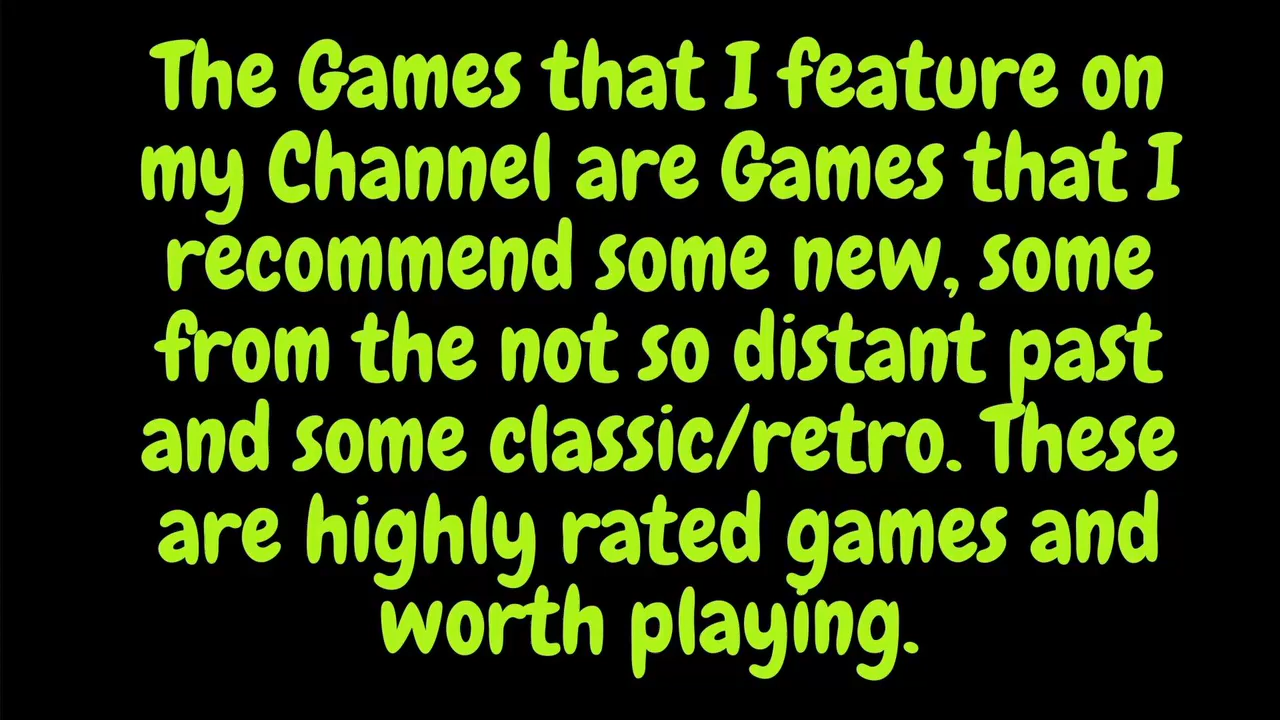 The Games that I feature on
my Channel are Games that I
recommend some new, some
from the not so distant past
and some classic/retro. These
are highly rated games and
worth playing.